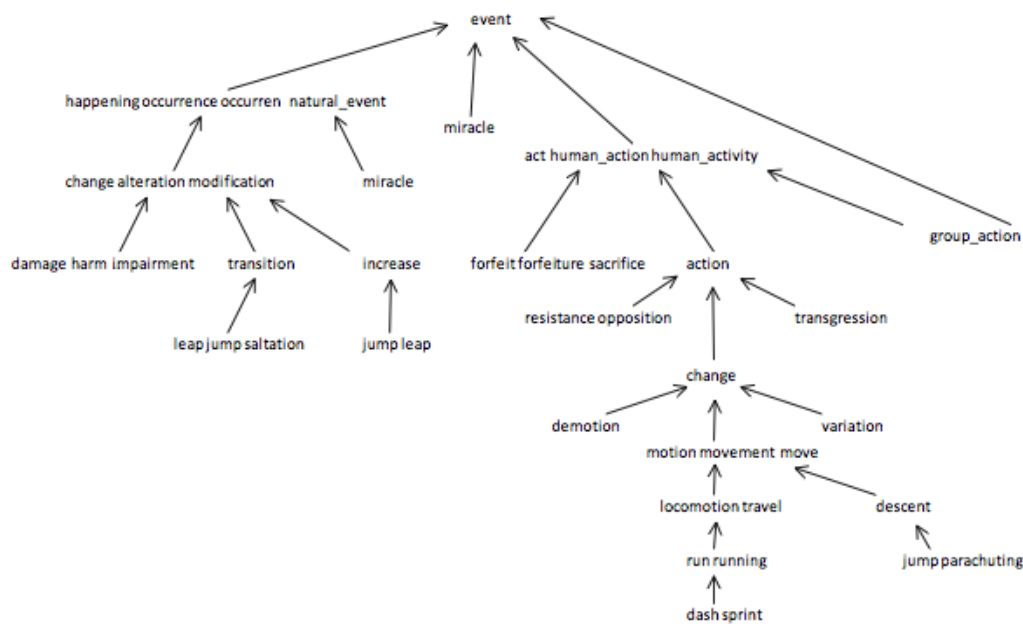 event
happening occurrence occurren natural_event
miracle
act human_action human_activity
change alteration modification
miracle
group_action
damage harm impairment
transition
increase
forfeit forfeiture sacrifice
action
resistance opposition
transgression
leap jump saltation
jump leap
change
demotion
variation
motion movement move
locomotion travel
descent
run running
jump parachuting
dash sprint